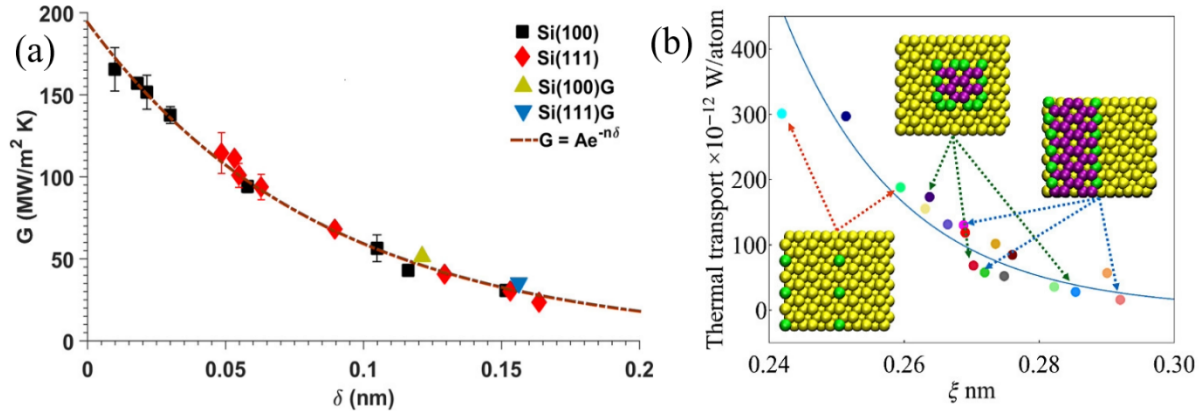 (a)
G (MW/m² K)
200
150
100
50
0
0
0.05
0.1
0.15
0.2
δ (nm)
Si(100)
Si(111)
Si(100)G
Si(111)G
G = Ae⁻ⁿᵟ
(b)
Thermal transport ×10⁻¹² W/atom
400
300
200
100
0
0.24
0.26
0.28
0.30
ξ nm